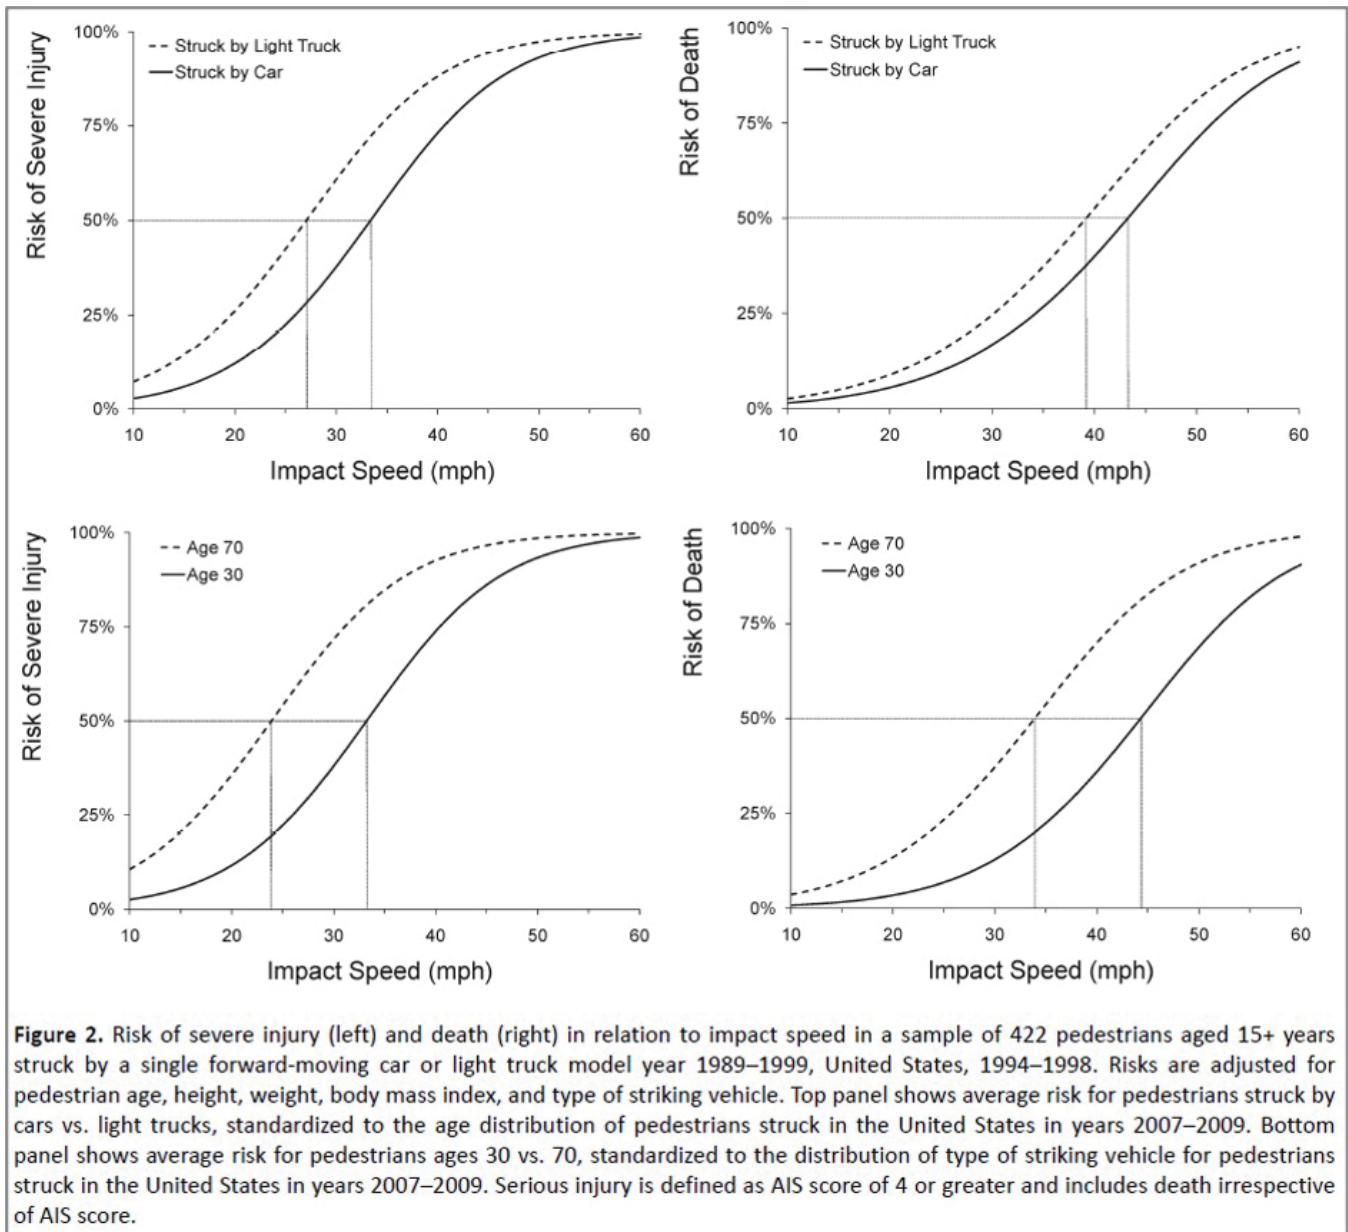 Risk of Severe Injury
100%
75%
50%
25%
0%
Struck by Light Truck
Struck by Car
10 20 30 40 50 60
Impact Speed (mph)
Risk of Death
100%
75%
50%
25%
0%
Struck by Light Truck
Struck by Car
10 20 30 40 50 60
Impact Speed (mph)
Risk of Severe Injury
100%
75%
50%
25%
0%
Age 70
Age 30
10 20 30 40 50 60
Impact Speed (mph)
Risk of Death
100%
75%
50%
25%
0%
Age 70
Age 30
10 20 30 40 50 60
Impact Speed (mph)
Figure 2. Risk of severe injury (left) and death (right) in relation to impact speed in a sample of 422 pedestrians aged 15+ years
struck by a single forward-moving car or light truck model year 1989–1999, United States, 1994–1998. Risks are adjusted for
pedestrian age, height, weight, body mass index, and type of striking vehicle. Top panel shows average risk for pedestrians struck by
cars vs. light trucks, standardized to the age distribution of pedestrians struck in the United States in years 2007–2009. Bottom
panel shows average risk for pedestrians ages 30 vs. 70, standardized to the distribution of type of striking vehicle for pedestrians
struck in the United States in years 2007–2009. Serious injury is defined as AIS score of 4 or greater and includes death irrespective
of AIS score.